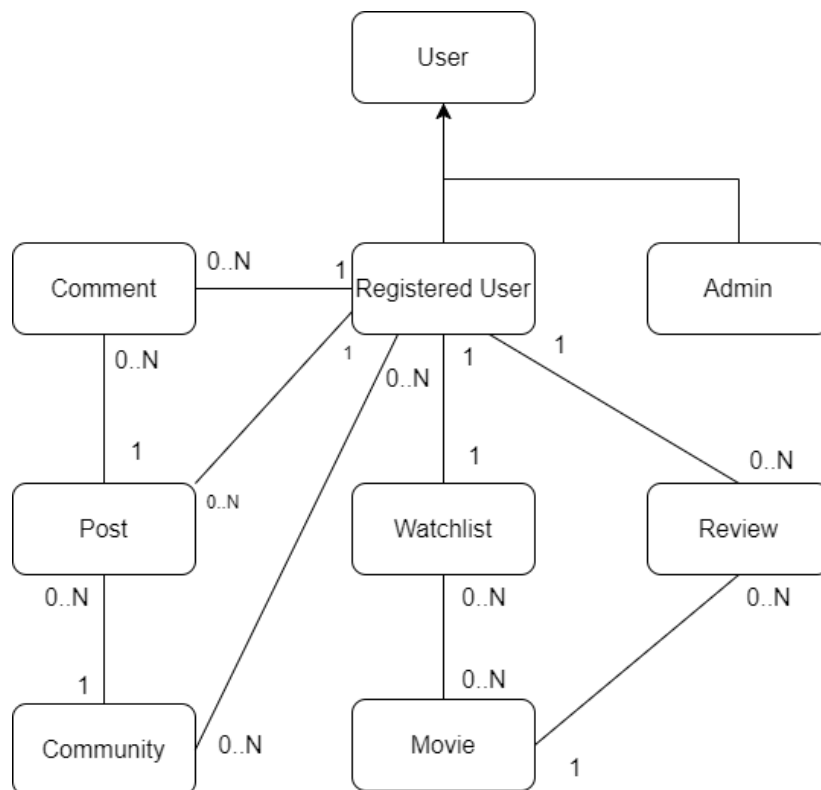 User
Comment
0..N
1
Registered User
Admin
0..N
1
0..N
1
1
1
0..N
1
0..N
Post
Watchlist
Review
0..N
0..N
0..N
1
0..N
Community
0..N
Movie
1